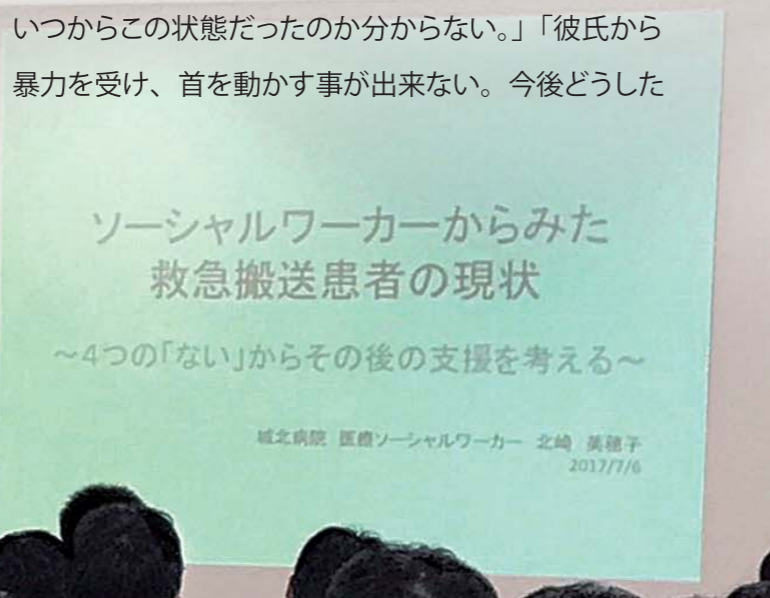 いつからこの状態だったのか分からない。」「彼氏から
暴力を受け、首を動かす事が出来ない。今後どうした
ソーシャルワーカーからみた
救急搬送患者の現状
～4つの「ない」からその後の支援を考える～
城北病院 医療ソーシャルワーカー 北﨑 美穂子
2017/7/6